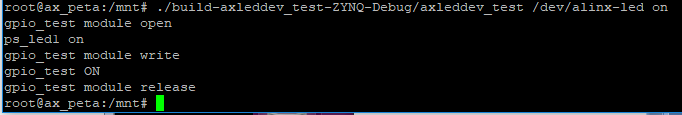 root@ax_peta:/mnt# ./build-axleddev_test-ZYNQ-Debug/axleddev_test /dev/alinx-led on
gpio_test module open
ps_led1 on
gpio_test module write
gpio_test ON
gpio_test module release
root@ax_peta:/mnt#